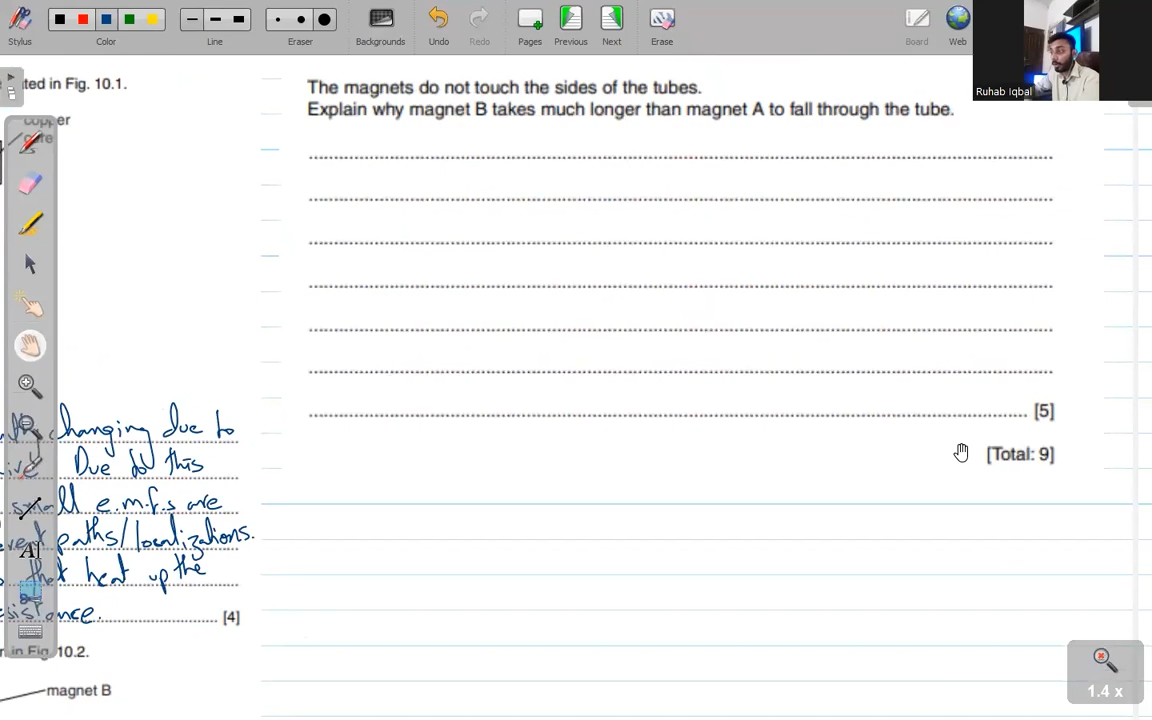 Stylus
Color
Line
Eraser
Backgrounds
Undo
Redo
Pages
Previous
Next
Erase
Board
Web
Ruhab Iqbal
ted in Fig. 10.1.
copper
The magnets do not touch the sides of the tubes.
Explain why magnet B takes much longer than magnet A to fall through the tube.
[5]
[Total: 9]
changing due to
Due to this
small e.m.f.s are
paths/localizations.
that heat up the
sistance.
[4]
in Fig. 10.2.
magnet B
AI
1.4 x